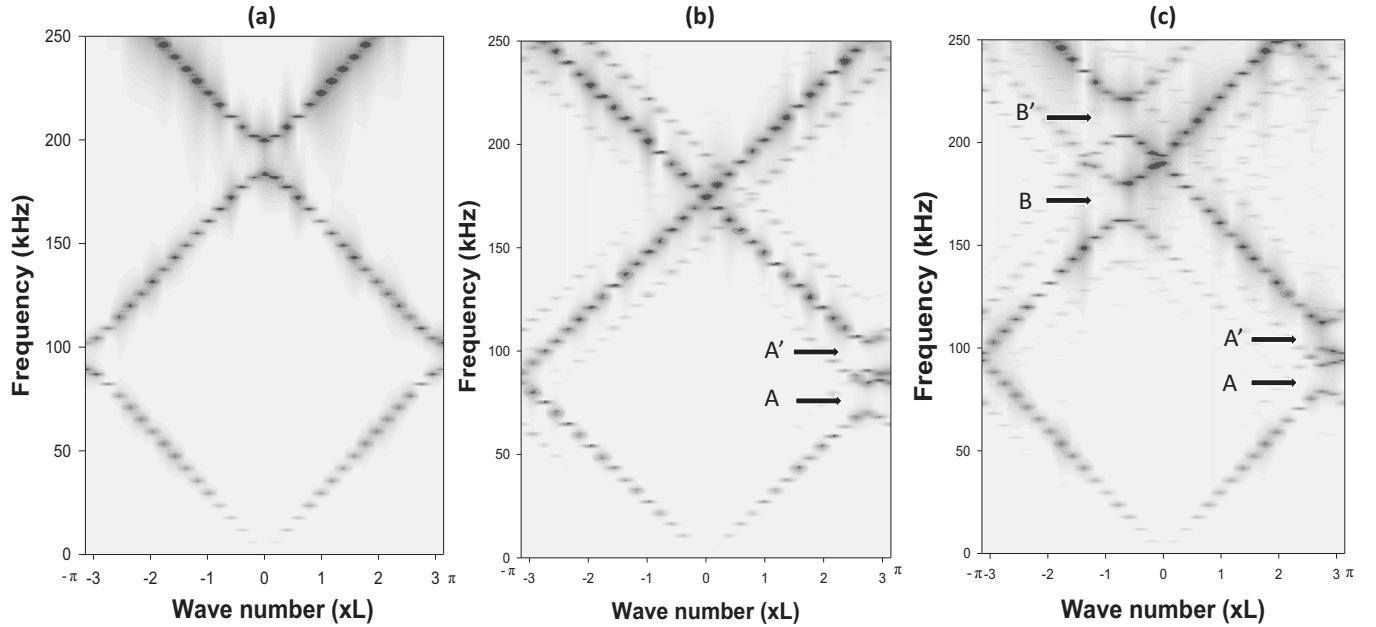 (a)
250
200
150
100
50
0
Frequency (kHz)
-π -3 -2 -1 0 1 2 3 π
Wave number (xL)
(b)
250
200
150
100
50
0
Frequency (kHz)
A′
A
-π -3 -2 -1 0 1 2 3 π
Wave number (xL)
(c)
250
200
150
100
50
0
Frequency (kHz)
B′
B
A′
A
-π -3 -2 -1 0 1 2 3 π
Wave number (xL)